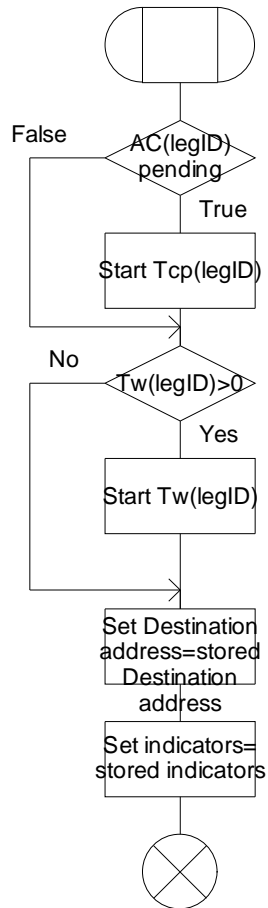 False
AC(legID)
pending
True
Start Tcp(legID)
No
Tw(legID)>0
Yes
Start Tw(legID)
Set Destination
address=stored
Destination
address
Set indicators=
stored indicators